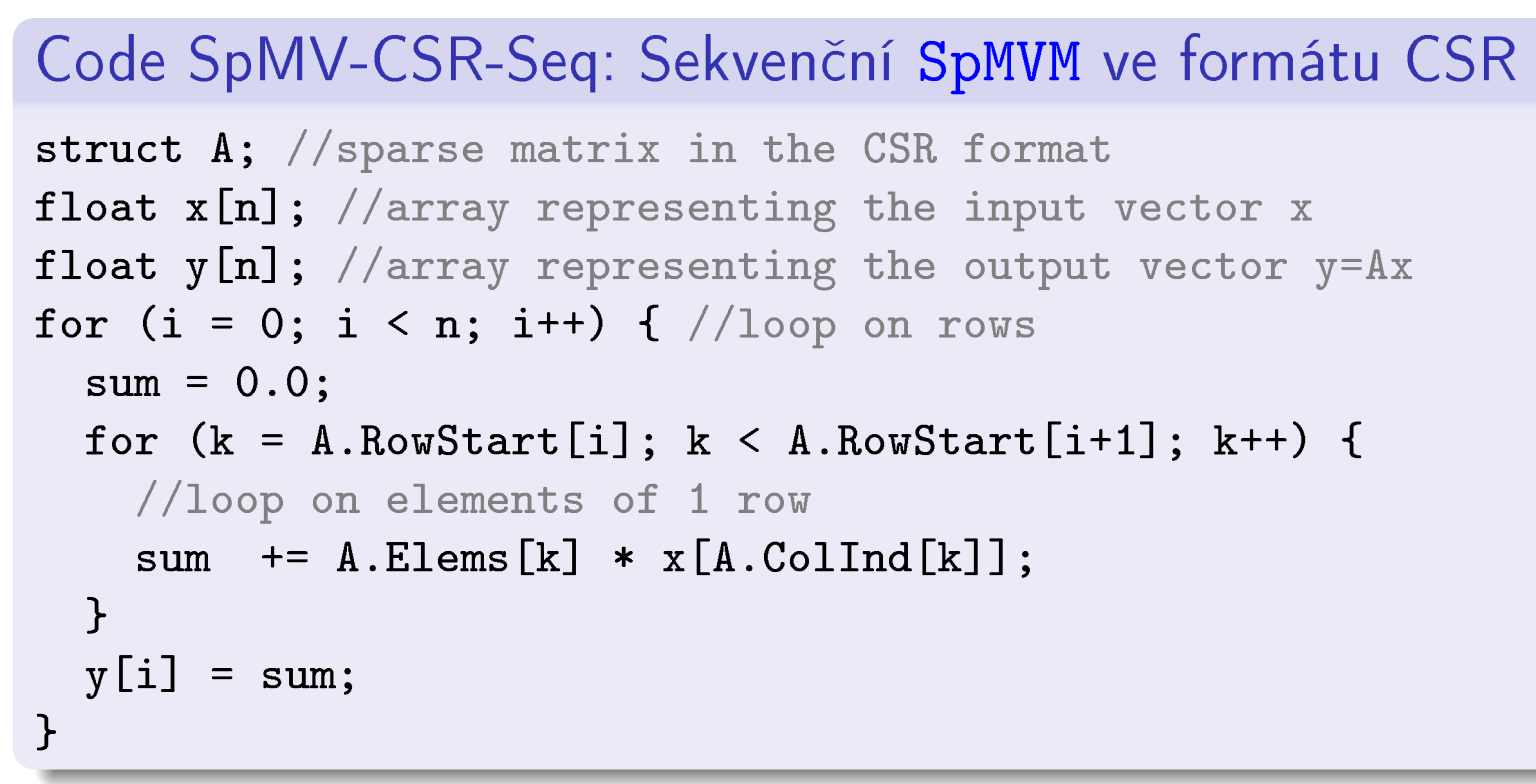 Code SpMV-CSR-Seq: Sekvenční SpMVM ve formátu CSR
struct A; //sparse matrix in the CSR format
float x[n]; //array representing the input vector x
float y[n]; //array representing the output vector y=Ax
for (i = 0; i < n; i++) { //loop on rows
  sum = 0.0;
  for (k = A.RowStart[i]; k < A.RowStart[i+1]; k++) {
    //loop on elements of 1 row
    sum  += A.Elems[k] * x[A.ColInd[k]];
  }
  y[i] = sum;
}